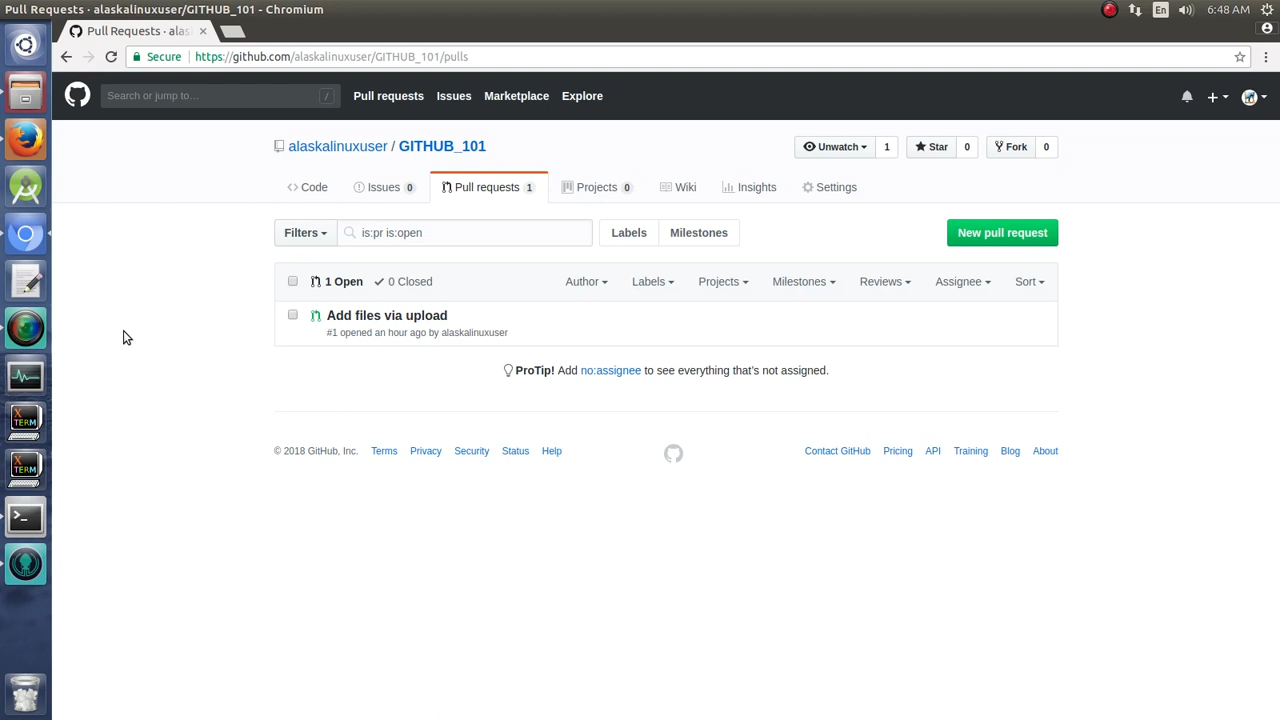 Pull Requests · alaskalinuxuser/GITHUB_101 - Chromium
En 6:48 AM
Pull Requests · alas
Secure https://github.com/alaskalinuxuser/GITHUB_101/pulls
Search or jump to... / Pull requests Issues Marketplace Explore
alaskalinuxuser / GITHUB_101 Unwatch 1 Star 0 Fork 0
Code Issues 0 Pull requests 1 Projects 0 Wiki Insights Settings
Filters is:pr is:open Labels Milestones New pull request
1 Open 0 Closed Author Labels Projects Milestones Reviews Assignee Sort
Add files via upload
#1 opened an hour ago by alaskalinuxuser
ProTip! Add no:assignee to see everything that's not assigned.
© 2018 GitHub, Inc. Terms Privacy Security Status Help Contact GitHub Pricing API Training Blog About
X
TERM
X
TERM